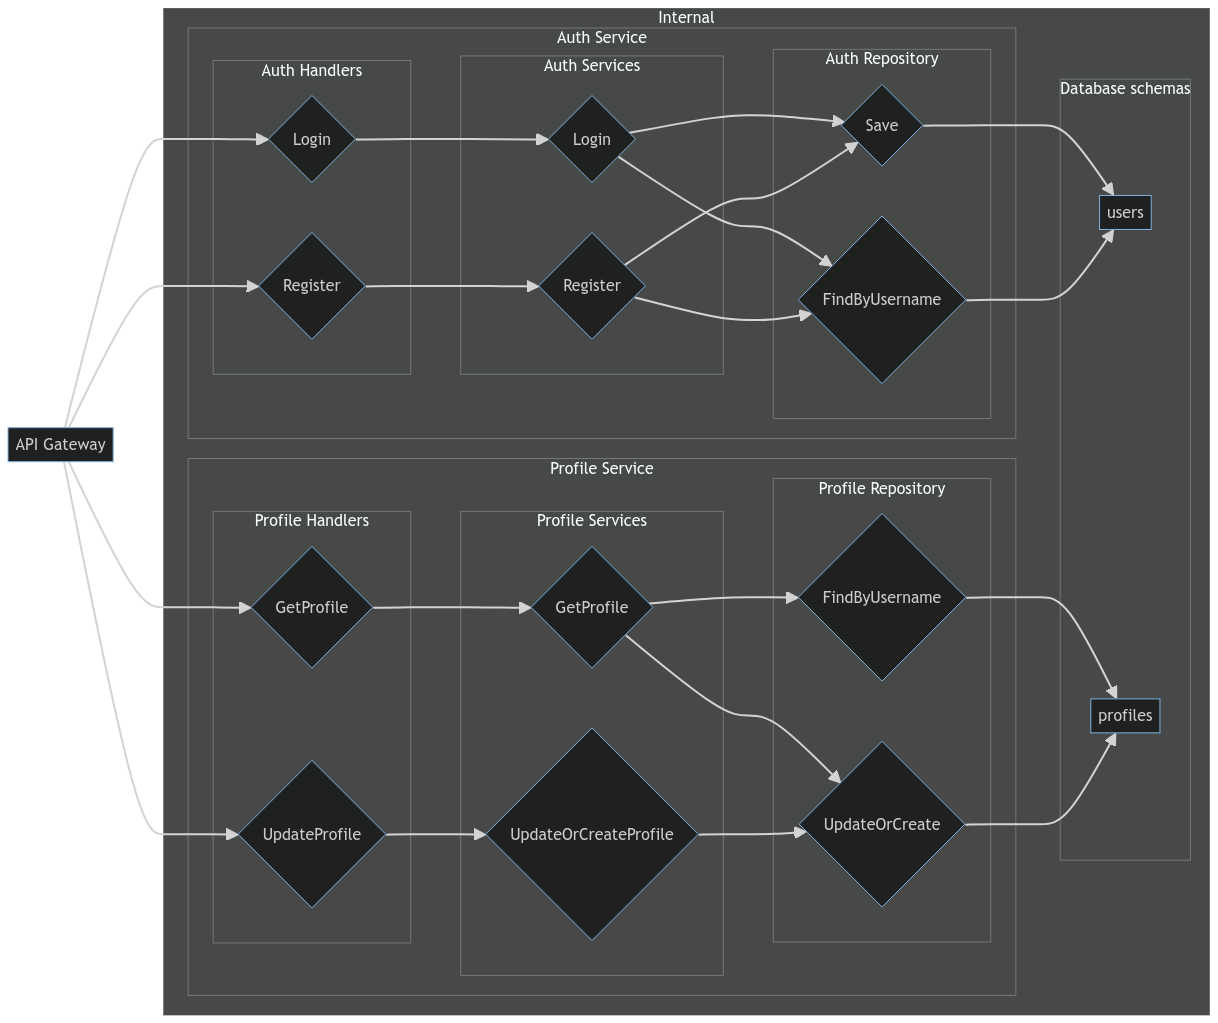 Internal
Auth Service
Auth Handlers
Auth Services
Auth Repository
Database schemas
Login
Login
Save
users
Register
Register
FindByUsername
API Gateway
Profile Service
Profile Handlers
Profile Services
Profile Repository
GetProfile
GetProfile
FindByUsername
profiles
UpdateProfile
UpdateOrCreateProfile
UpdateOrCreate